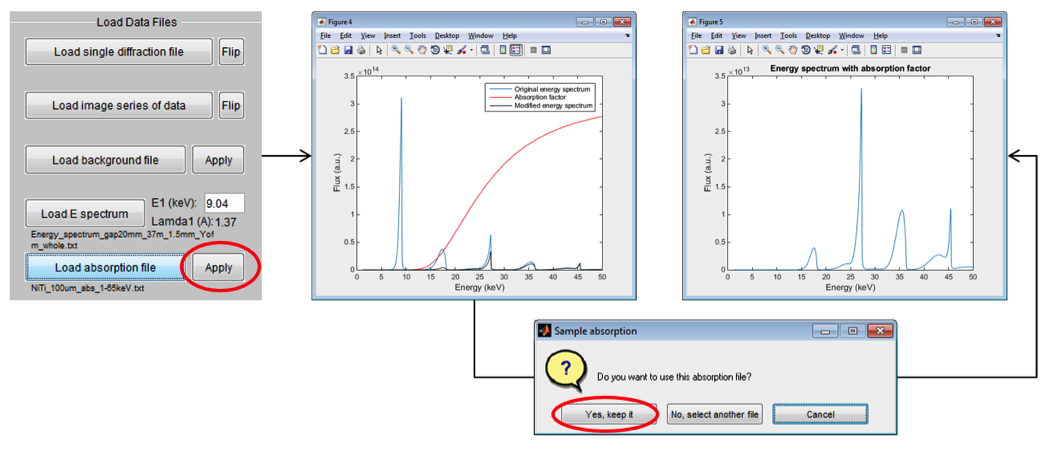 Load Data Files
Load single diffraction file
Flip
Load image series of data
Flip
Load background file
Apply
Load E spectrum
E1 (keV):
9.04
Lamda1 (A): 1.37
Energy_spectrum_gap20mm_37m_1.5mm_Yof
m_whole.txt
Load absorption file
Apply
NiTi_100um_abs_1-65keV.txt
Figure 4
File Edit View Insert Tools Desktop Window Help
×10^14
Original energy spectrum
Absorption factor
Modified energy spectrum
Flux (a.u.)
3.5
3
2.5
2
1.5
1
0.5
0
0 5 10 15 20 25 30 35 40 45 50
Energy (keV)
Figure 5
File Edit View Insert Tools Desktop Window Help
×10^13
Energy spectrum with absorption factor
Flux (a.u.)
3.5
3
2.5
2
1.5
1
0.5
0
0 5 10 15 20 25 30 35 40 45 50
Energy (keV)
Sample absorption
?
Do you want to use this absorption file?
Yes, keep it
No, select another file
Cancel